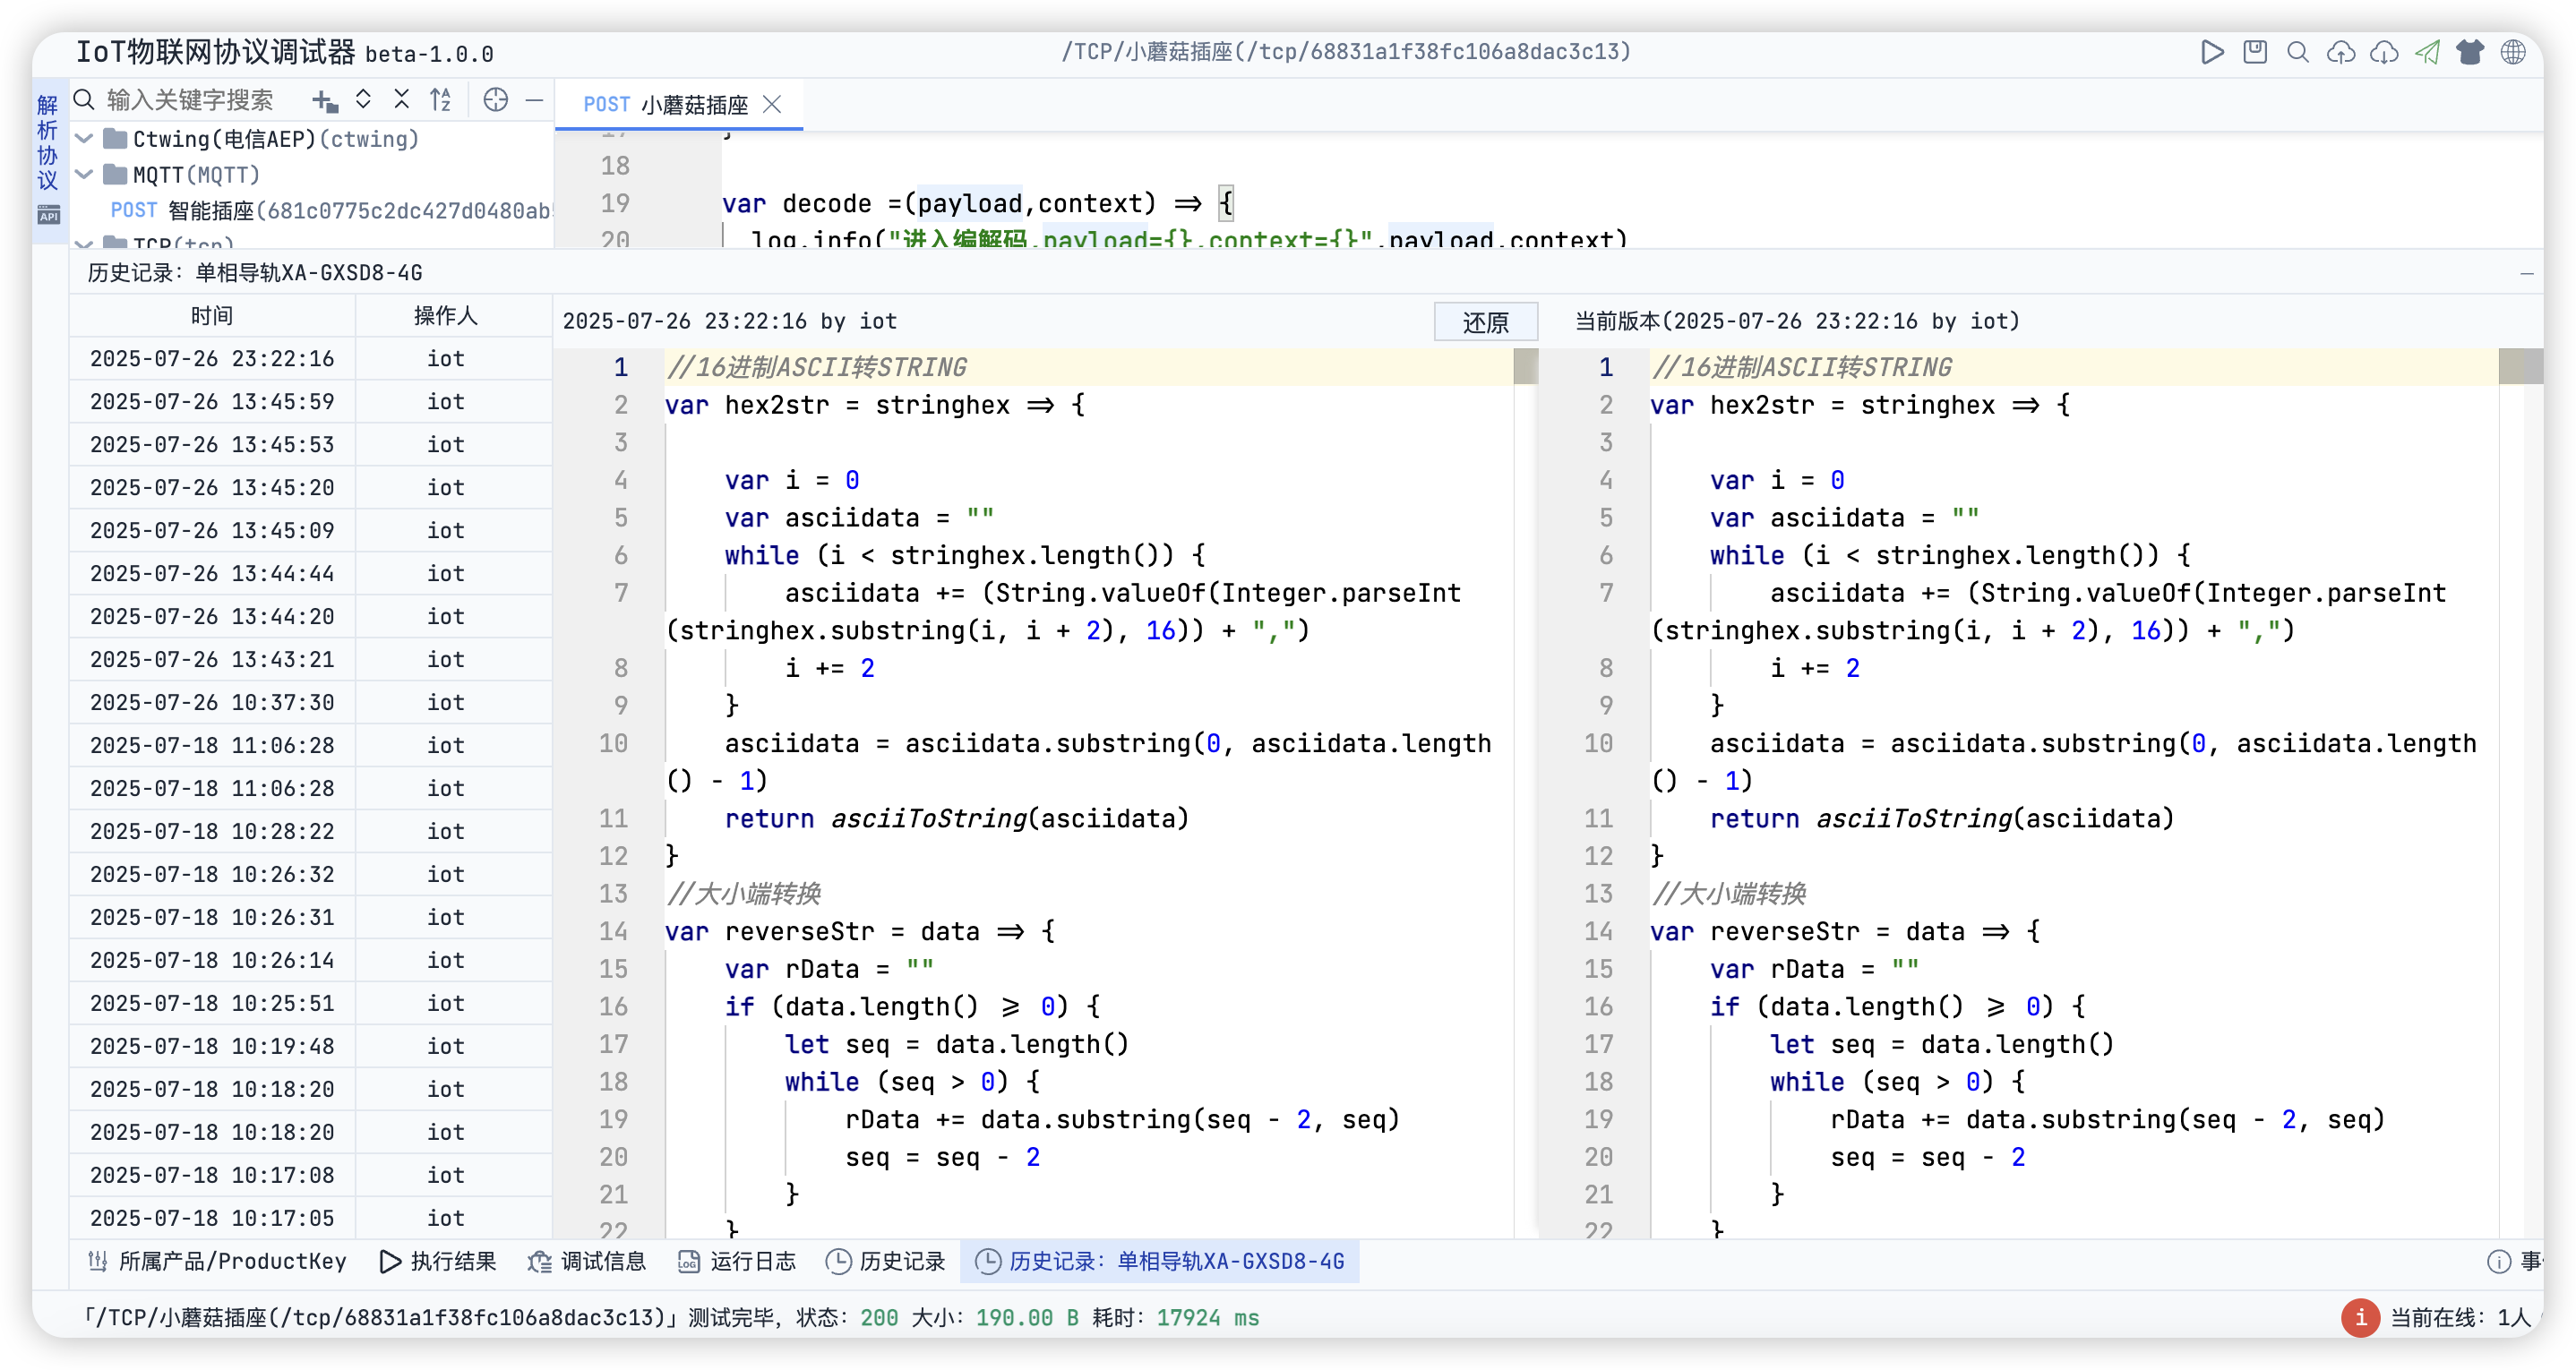 IoT物联网协议调试器 beta-1.0.0
/TCP/小蘑菇插座(/tcp/68831a1f38fc106a8dac3c13)
解析协议
API
输入关键字搜索
Ctwing(电信AEP)(ctwing)
MQTT(MQTT)
POST 智能插座(681c0775c2dc427d0480ab
TCP(tcp)
POST 小蘑菇插座
17 }
18
19 var decode =(payload,context) => {
20 log.info("进入编解码,payload={},context={}",payload,context)
历史记录: 单相导轨XA-GXSD8-4G
时间 操作人
2025-07-26 23:22:16 iot
2025-07-26 13:45:59 iot
2025-07-26 13:45:53 iot
2025-07-26 13:45:20 iot
2025-07-26 13:45:09 iot
2025-07-26 13:44:44 iot
2025-07-26 13:44:20 iot
2025-07-26 13:43:21 iot
2025-07-26 10:37:30 iot
2025-07-18 11:06:28 iot
2025-07-18 11:06:28 iot
2025-07-18 10:28:22 iot
2025-07-18 10:26:32 iot
2025-07-18 10:26:31 iot
2025-07-18 10:26:14 iot
2025-07-18 10:25:51 iot
2025-07-18 10:19:48 iot
2025-07-18 10:18:20 iot
2025-07-18 10:18:20 iot
2025-07-18 10:17:08 iot
2025-07-18 10:17:05 iot
2025-07-26 23:22:16 by iot
还原
1 //16进制ASCII转STRING
2 var hex2str = stringhex => {
3
4 var i = 0
5 var asciidata = ""
6 while (i < stringhex.length()) {
7 asciidata += (String.valueOf(Integer.parseInt
(stringhex.substring(i, i + 2), 16)) + ",")
8 i += 2
9 }
10 asciidata = asciidata.substring(0, asciidata.length
() - 1)
11 return asciiToString(asciidata)
12 }
13 //大小端转换
14 var reverseStr = data => {
15 var rData = ""
16 if (data.length() >= 0) {
17 let seq = data.length()
18 while (seq > 0) {
19 rData += data.substring(seq - 2, seq)
20 seq = seq - 2
21 }
22 }
当前版本(2025-07-26 23:22:16 by iot)
1 //16进制ASCII转STRING
2 var hex2str = stringhex => {
3
4 var i = 0
5 var asciidata = ""
6 while (i < stringhex.length()) {
7 asciidata += (String.valueOf(Integer.parseInt
(stringhex.substring(i, i + 2), 16)) + ",")
8 i += 2
9 }
10 asciidata = asciidata.substring(0, asciidata.length
() - 1)
11 return asciiToString(asciidata)
12 }
13 //大小端转换
14 var reverseStr = data => {
15 var rData = ""
16 if (data.length() >= 0) {
17 let seq = data.length()
18 while (seq > 0) {
19 rData += data.substring(seq - 2, seq)
20 seq = seq - 2
21 }
22 }
所属产品/ProductKey 执行结果 调试信息 LOG 运行日志 历史记录 历史记录: 单相导轨XA-GXSD8-4G 事
「/TCP/小蘑菇插座(/tcp/68831a1f38fc106a8dac3c13)」测试完毕, 状态: 200 大小: 190.00 B 耗时: 17924 ms
i 当前在线: 1人